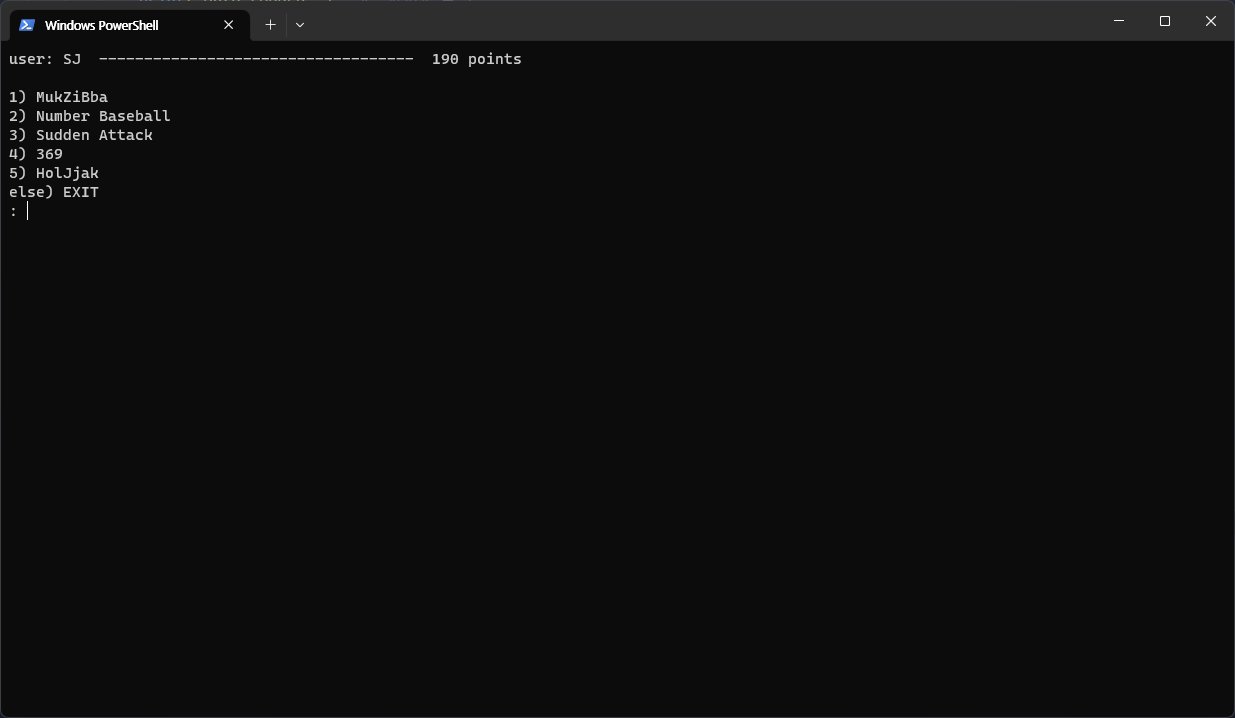 Windows PowerShell
user: SJ ----------------------------------- 190 points
1) MukZiBba
2) Number Baseball
3) Sudden Attack
4) 369
5) HolJjak
else) EXIT
: